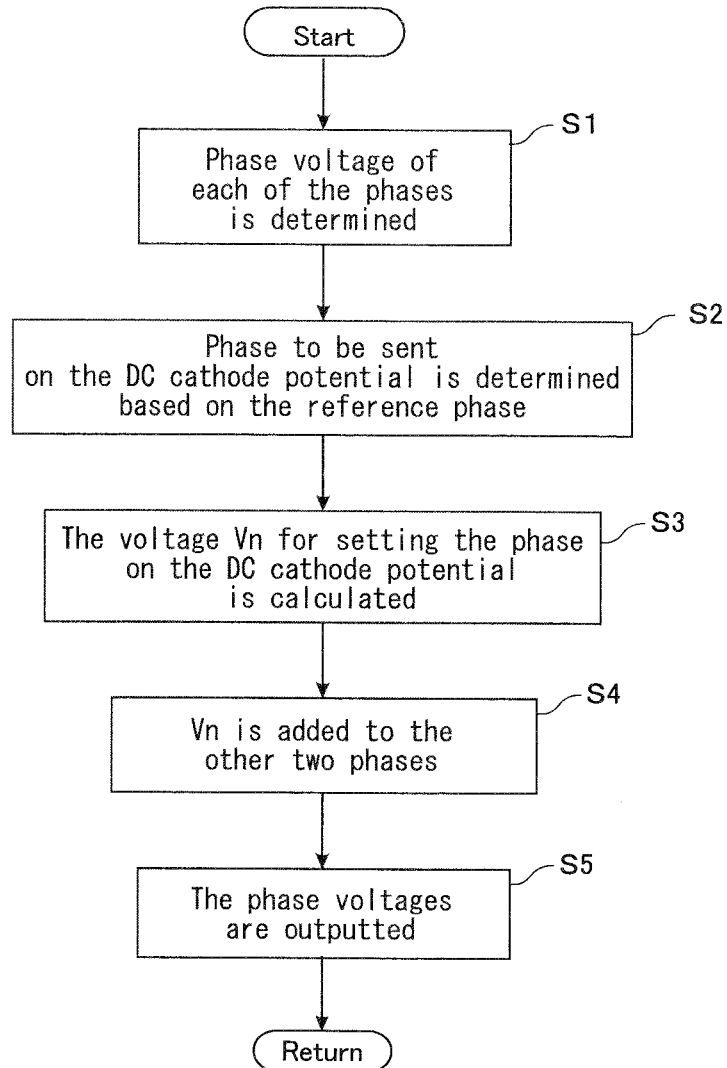 Start
S1
Phase voltage of
each of the phases
is determined
S2
Phase to be sent
on the DC cathode potential is determined
based on the reference phase
S3
The voltage Vn for setting the phase
on the DC cathode potential
is calculated
S4
Vn is added to the
other two phases
S5
The phase voltages
are outputted
Return